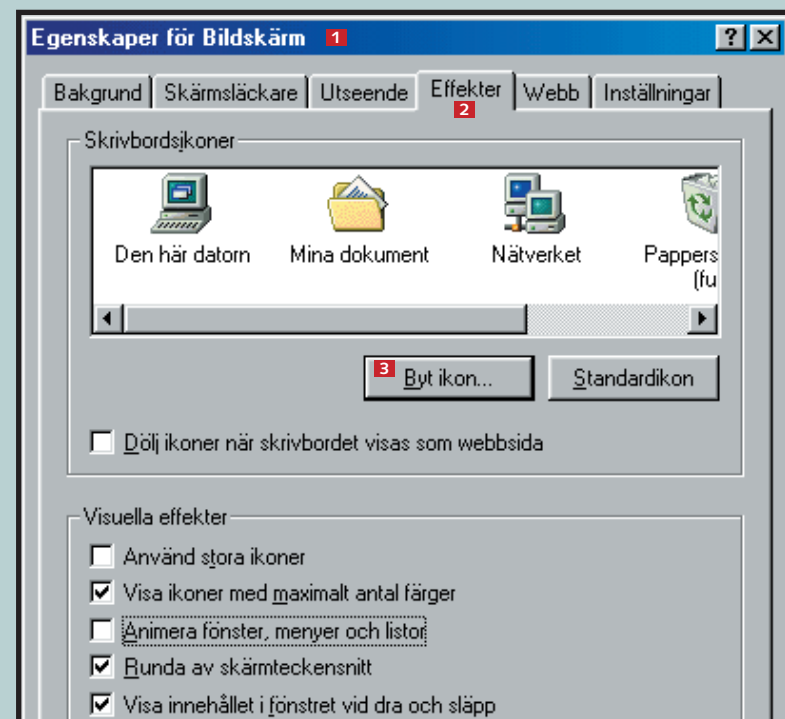 Egenskaper för Bildskärm 1
Bakgrund Skärmsläckare Utseende Effekter Webb Inställningar
2
Skrivbordsikoner
Den här datorn Mina dokument Nätverket Pappers
(fu
3 Byt ikon... Standardikon
Dölj ikoner när skrivbordet visas som webbsida
Visuella effekter
Använd stora ikoner
Visa ikoner med maximalt antal färger
Animera fönster, menyer och listor
Runda av skärmteckensnitt
Visa innehållet i fönstret vid dra och släpp